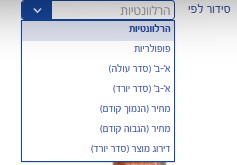 סידור לפי
הרלוונטיות
הרלוונטיות
פופולריות
א'-ב' (סדר עולה)
א'-ב' (סדר יורד)
מחיר (הנמוך קודם)
מחיר (הגבוה קודם)
דירוג מוצר (סדר יורד)